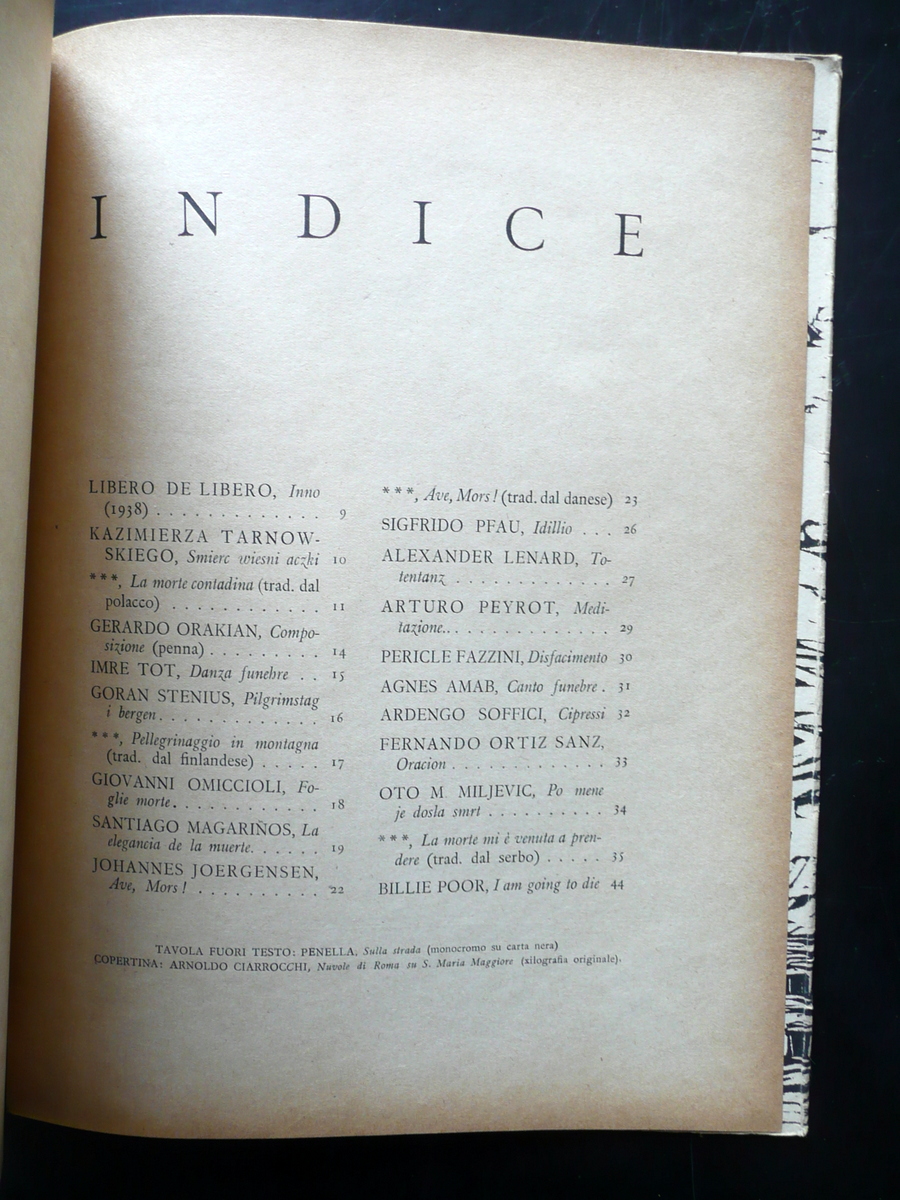 INDICE
LIBERO DE LIBERO, Inno
(1938) . . . . . . . . . . . . . 9
KAZIMIERZA TARNOW-
SKIEGO, Smierc wiesni aczki 10
***, La morte contadina (trad. dal
polacco) . . . . . . . . . . . . 11
GERARDO ORAKIAN, Compo-
sizione (penna) . . . . . . . . . 14
IMRE TOT, Danza funebre . . 15
GORAN STENIUS, Pilgrimstag
i bergen . . . . . . . . . . . . . 16
***, Pellegrinaggio in montagna
(trad. dal finlandese) . . . . . 17
GIOVANNI OMICCIOLI, Fo-
glie morte . . . . . . . . . . . . 18
SANTIAGO MAGARIÑOS, La
elegancia de la muerte . . . . . . 19
JOHANNES JOERGENSEN,
Ave, Mors ! . . . . . . . . . . 22
***, Ave, Mors ! (trad. dal danese) 23
SIGFRIDO PFAU, Idillio . . . 26
ALEXANDER LENARD, To-
tentanz . . . . . . . . . . . . . 27
ARTURO PEYROT, Medi-
tazione . . . . . . . . . . . . . . 29
PERICLE FAZZINI, Disfacimento 30
AGNES AMAB, Canto funebre . 31
ARDENGO SOFFICI, Cipressi 32
FERNANDO ORTIZ SANZ,
Oracion . . . . . . . . . . . . . 33
OTO M MILJEVIC, Po mene
je dosla smrt . . . . . . . . . . 34
***, La morte mi è venuta a pren-
dere (trad. dal serbo) . . . . . 35
BILLIE POOR, I am going to die 44
TAVOLA FUORI TESTO: PENELLA, Sulla strada (monocromo su carta nera)
COPERTINA: ARNOLDO CIARROCCHI, Nuvole di Roma su S. Maria Maggiore (xilografia originale).